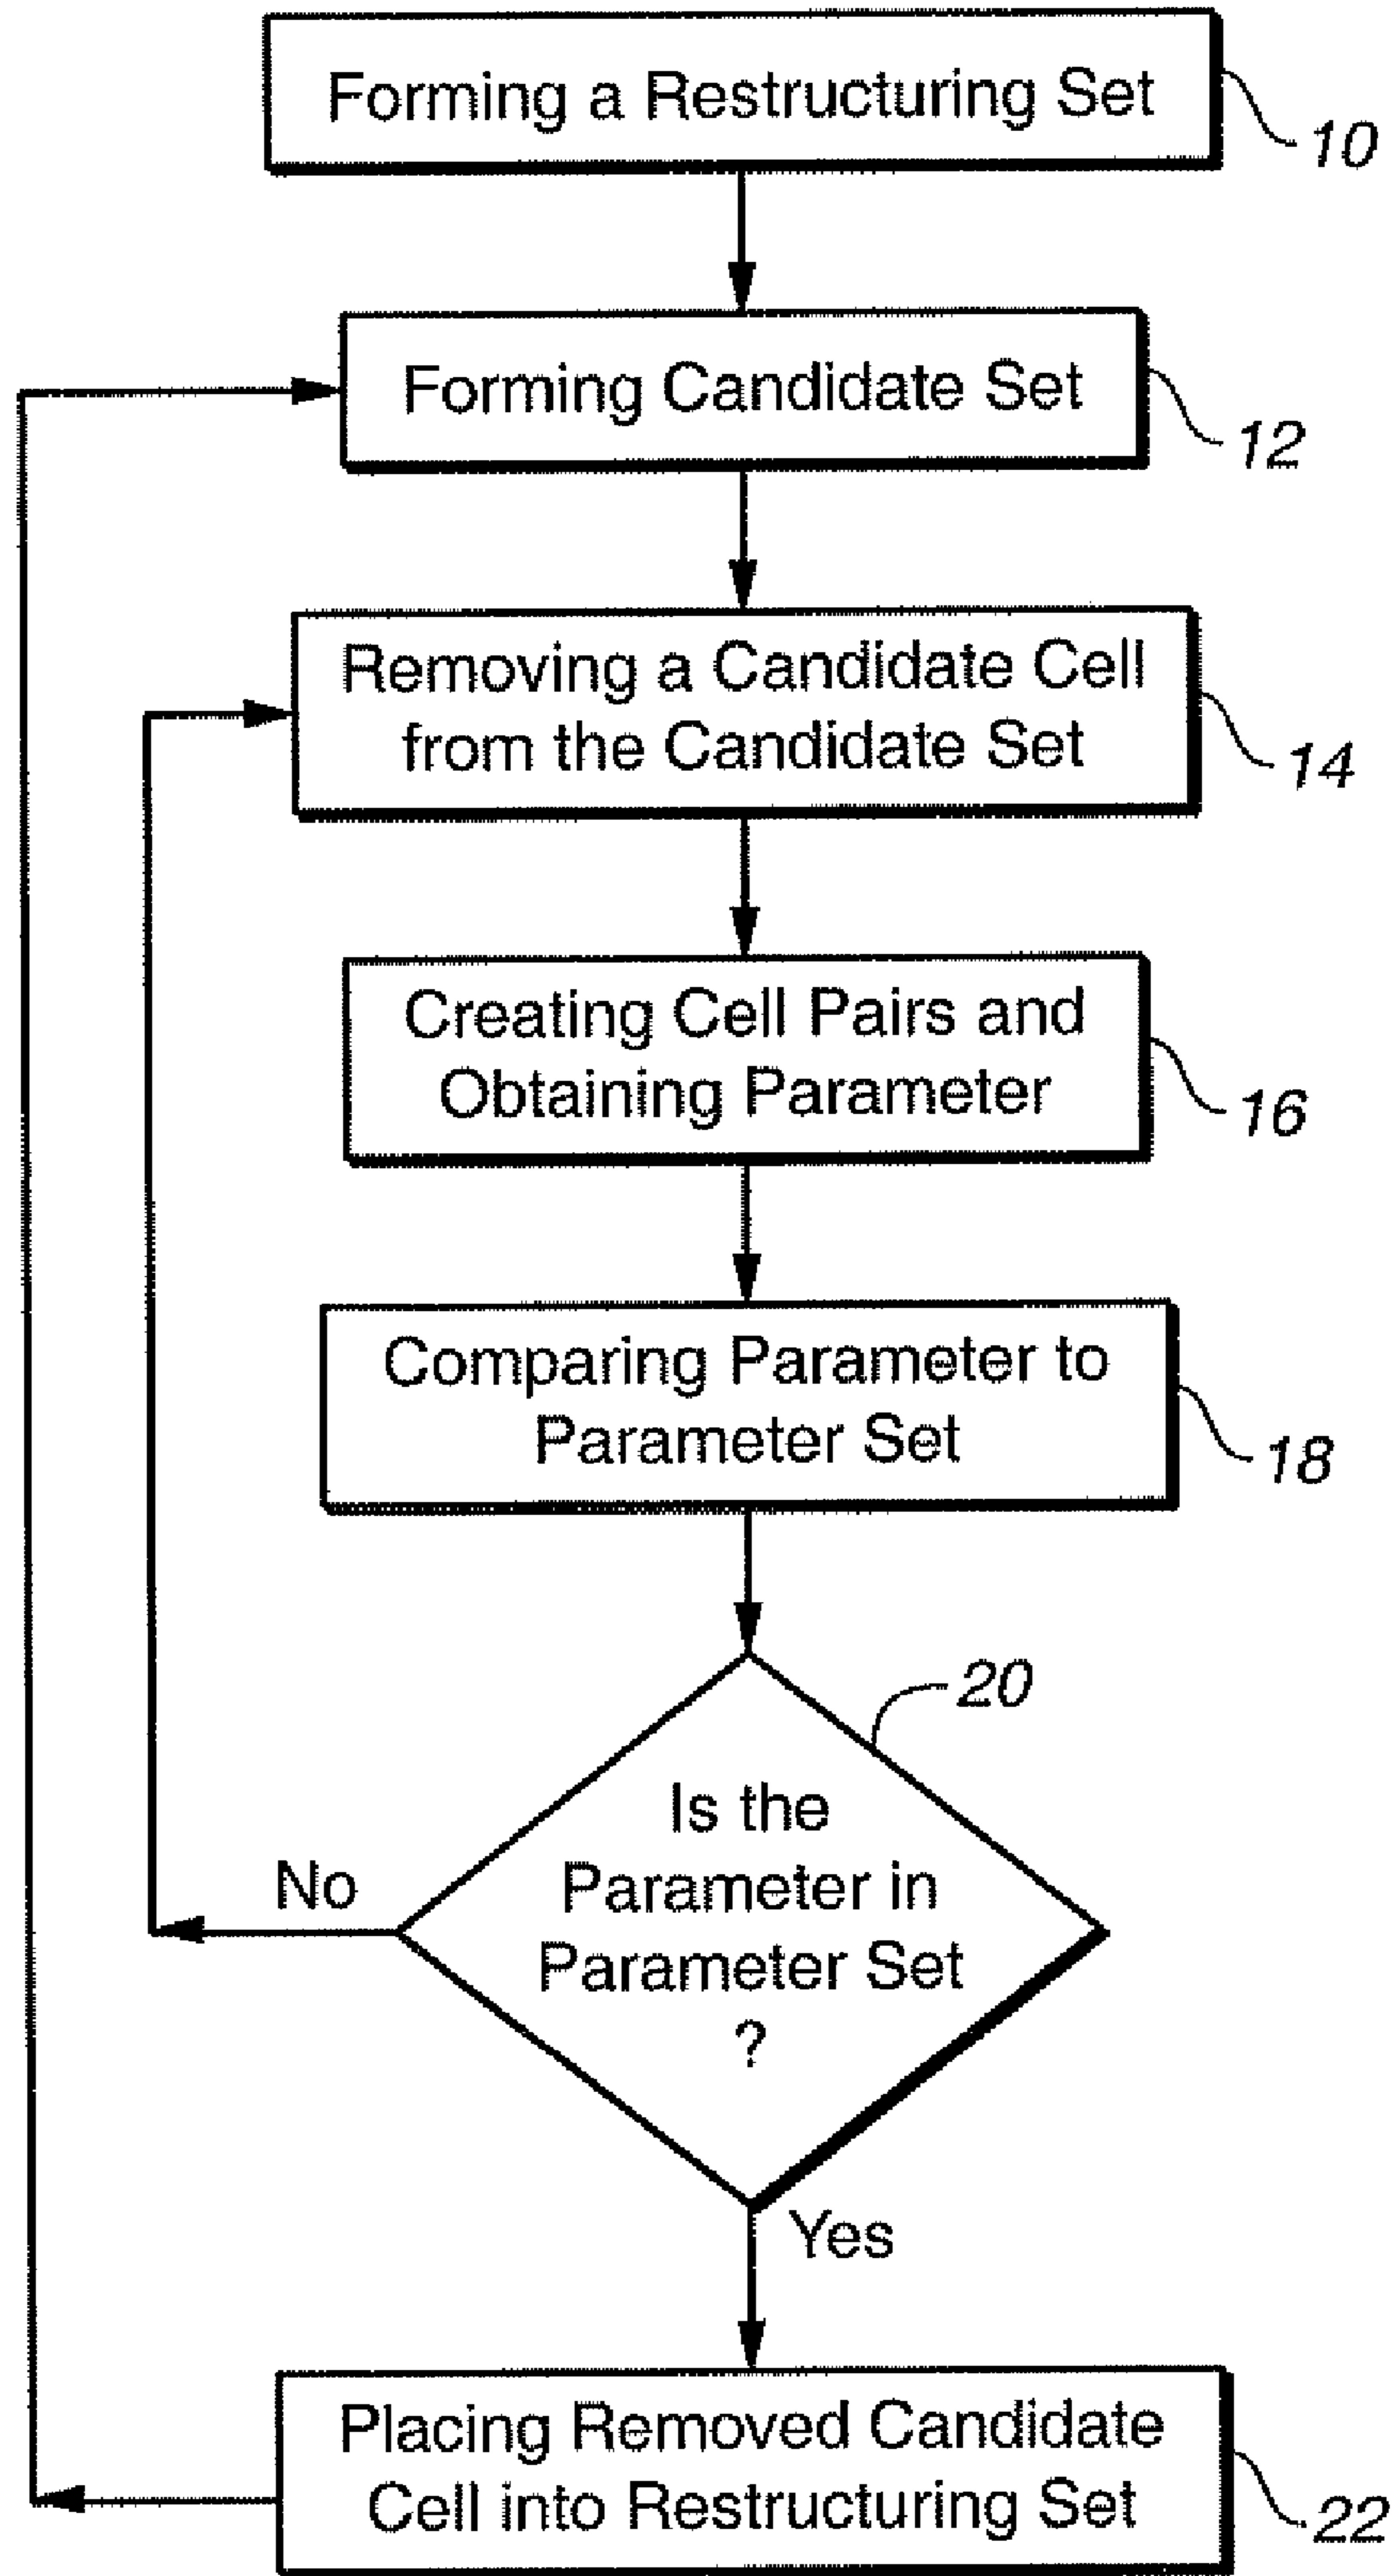 Forming a Restructuring Set
10
Forming Candidate Set
12
Removing a Candidate Cell
from the Candidate Set
14
Creating Cell Pairs and
Obtaining Parameter
16
Comparing Parameter to
Parameter Set
18
20
Is the
Parameter in
Parameter Set
?
No
Yes
Placing Removed Candidate
Cell into Restructuring Set
22